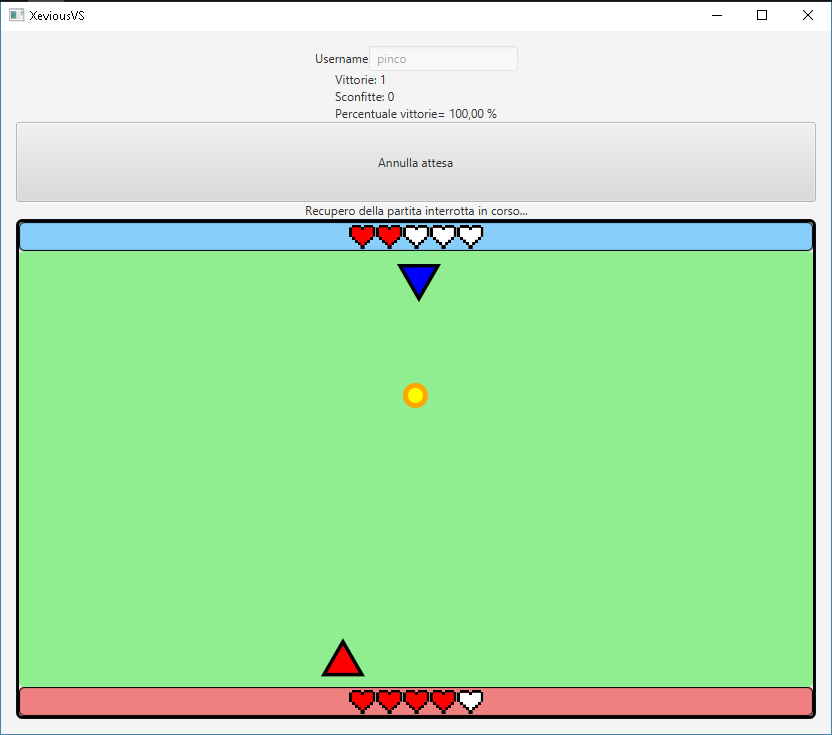 XeviousVS
Username pinco
Vittorie: 1
Sconfitte: 0
Percentuale vittorie= 100,00 %
Annulla attesa
Recupero della partita interrotta in corso...